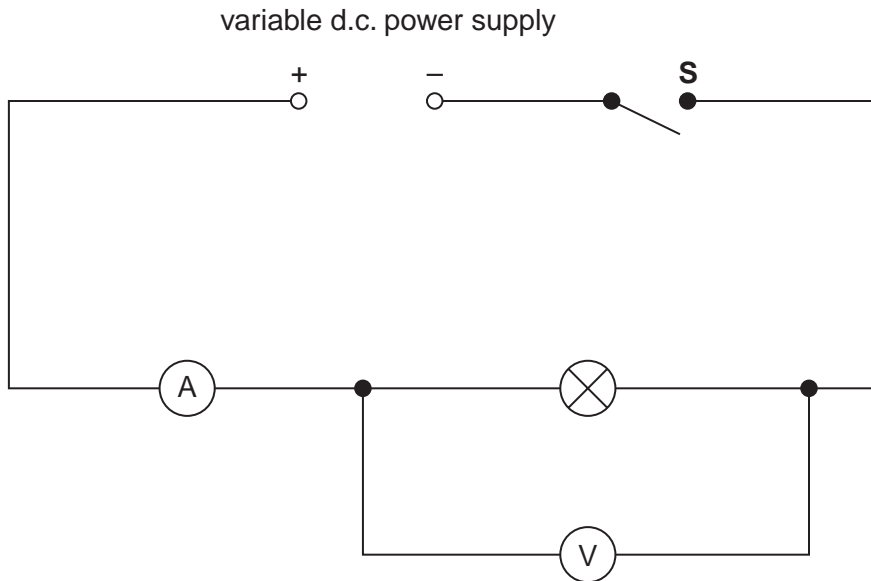 variable d.c. power supply
+ – S
A
V